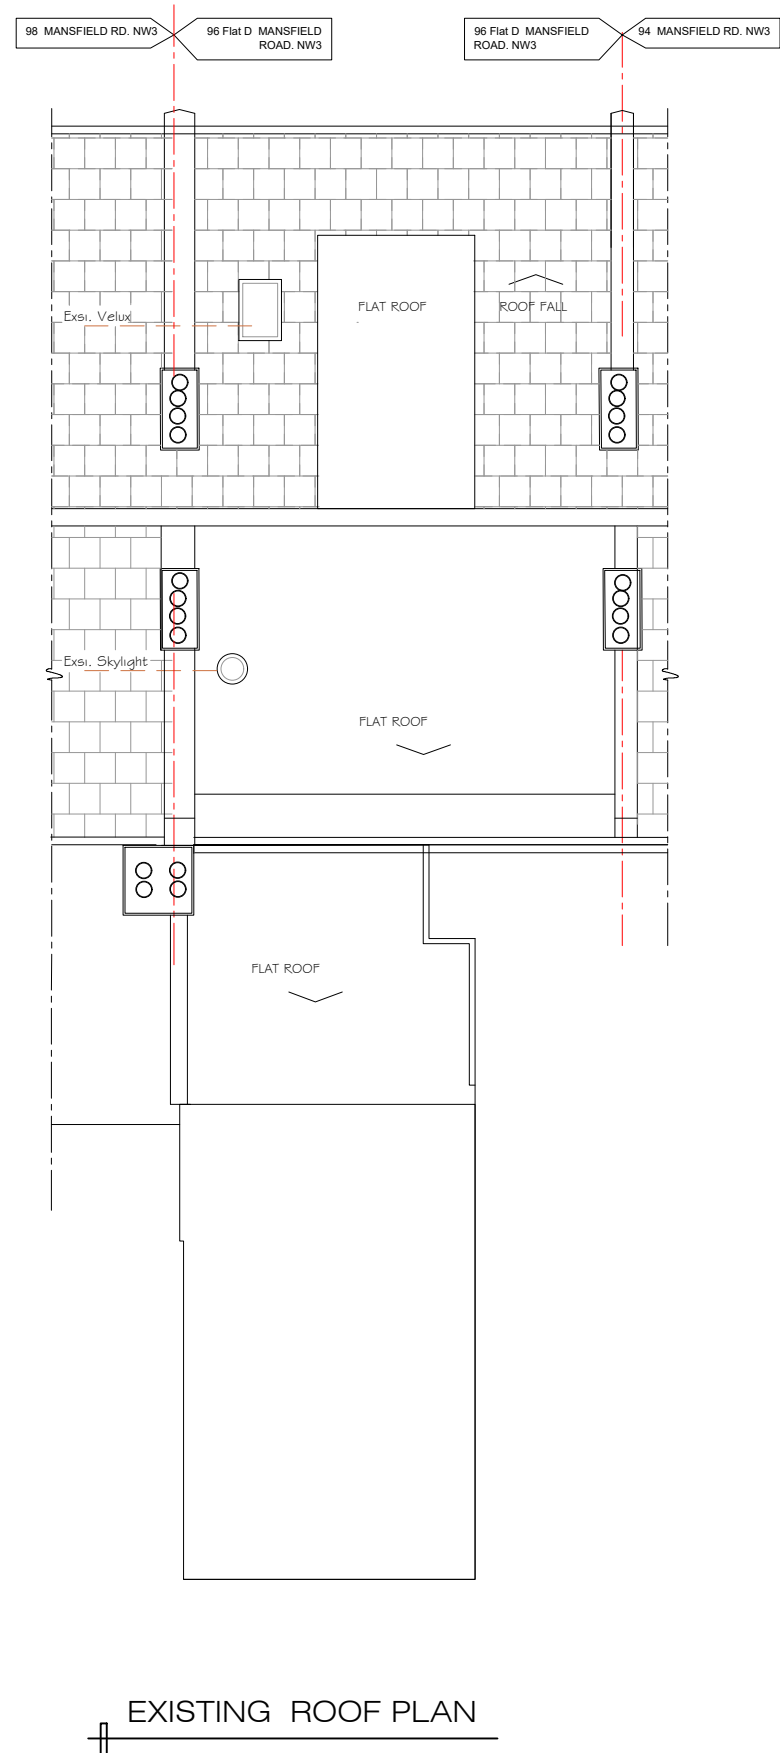 98 MANSFIELD RD. NW3
96 Flat D MANSFIELD
ROAD. NW3
96 Flat D MANSFIELD
ROAD. NW3
94 MANSFIELD RD. NW3
FLAT ROOF
ROOF FALL
Exsi. Velux
Exsi. Skylight
FLAT ROOF
FLAT ROOF
EXISTING ROOF PLAN